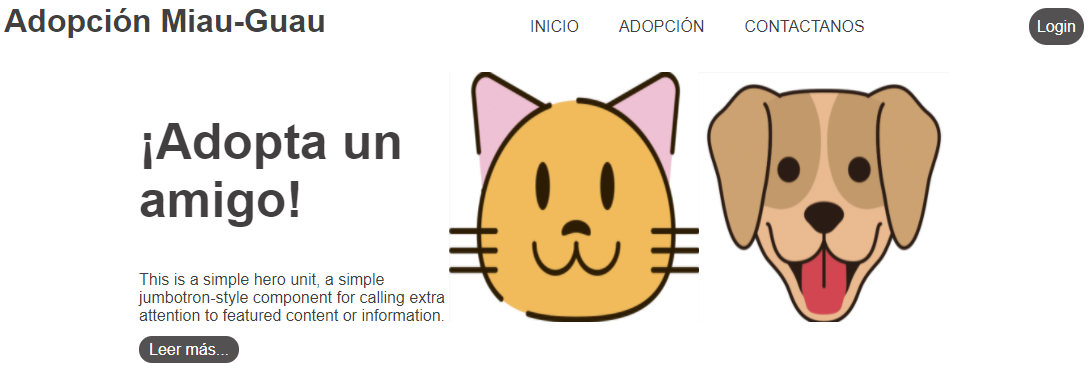 Adopción Miau-Guau
INICIO
ADOPCIÓN
CONTACTANOS
Login
¡Adopta un
amigo!
This is a simple hero unit, a simple
jumbotron-style component for calling extra
attention to featured content or information.
Leer más...